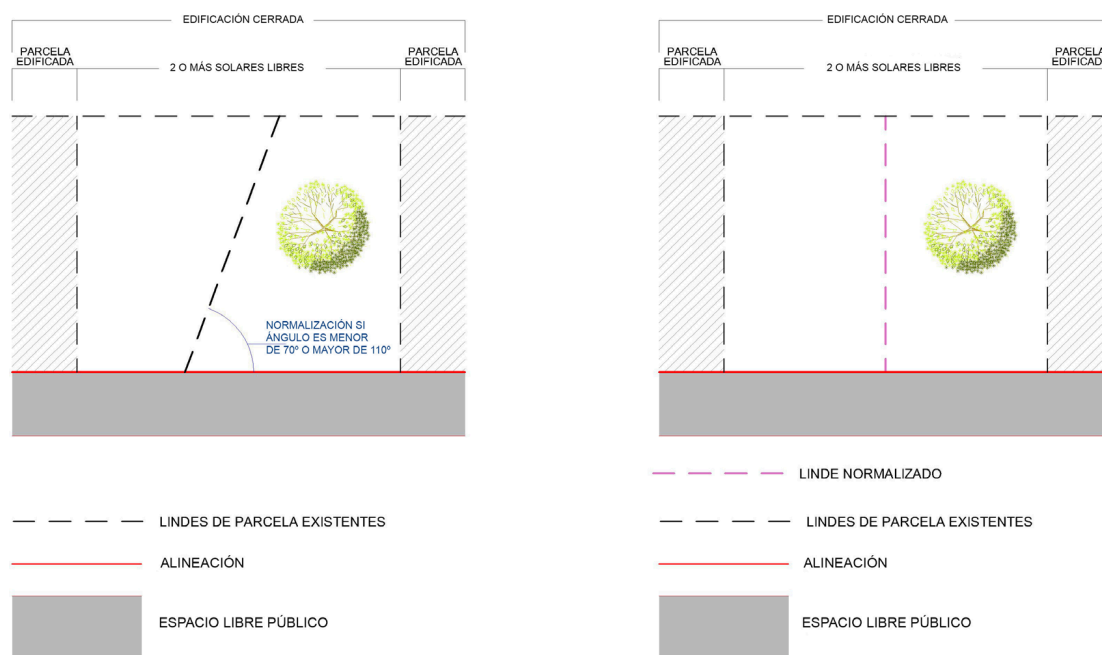 EDIFICACIÓN CERRADA
PARCELA
EDIFICADA
2 O MÁS SOLARES LIBRES
PARCELA
EDIFICADA
NORMALIZACIÓN SI
ÁNGULO ES MENOR
DE 70º O MAYOR DE 110º
LINDES DE PARCELA EXISTENTES
ALINEACIÓN
ESPACIO LIBRE PÚBLICO
EDIFICACIÓN CERRADA
PARCELA
EDIFICADA
2 O MÁS SOLARES LIBRES
PARCELA
EDIFICAD
LINDE NORMALIZADO
LINDES DE PARCELA EXISTENTES
ALINEACIÓN
ESPACIO LIBRE PÚBLICO